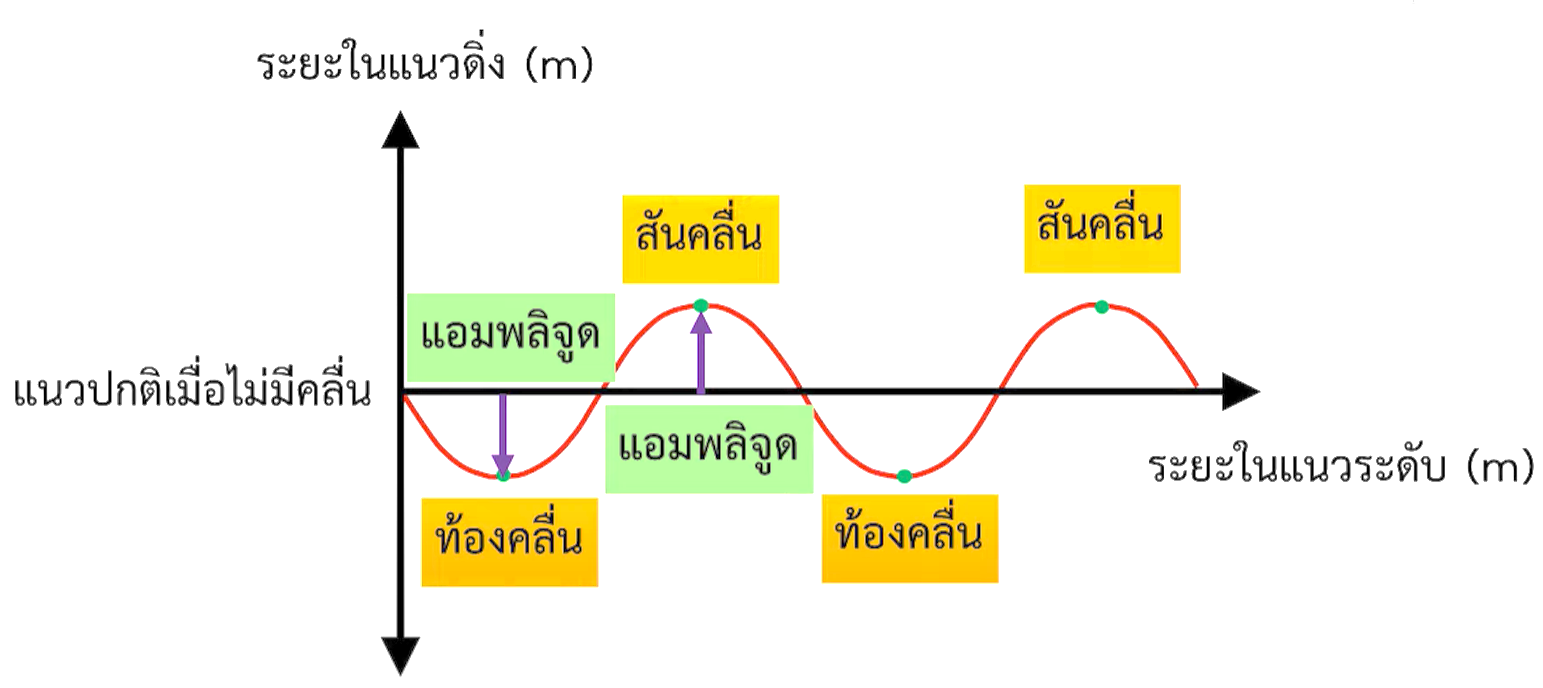 ระยะในแนวดิ่ง (m)
สันคลื่น
สันคลื่น
แอมพลิจูด
แนวปกติเมื่อไม่มีคลื่น
แอมพลิจูด
ระยะในแนวระดับ (m)
ท้องคลื่น
ท้องคลื่น